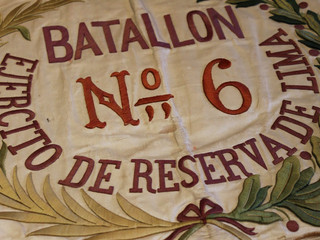 BATALLON
No 6
EJERCITO DE RESERVA DE LIMA